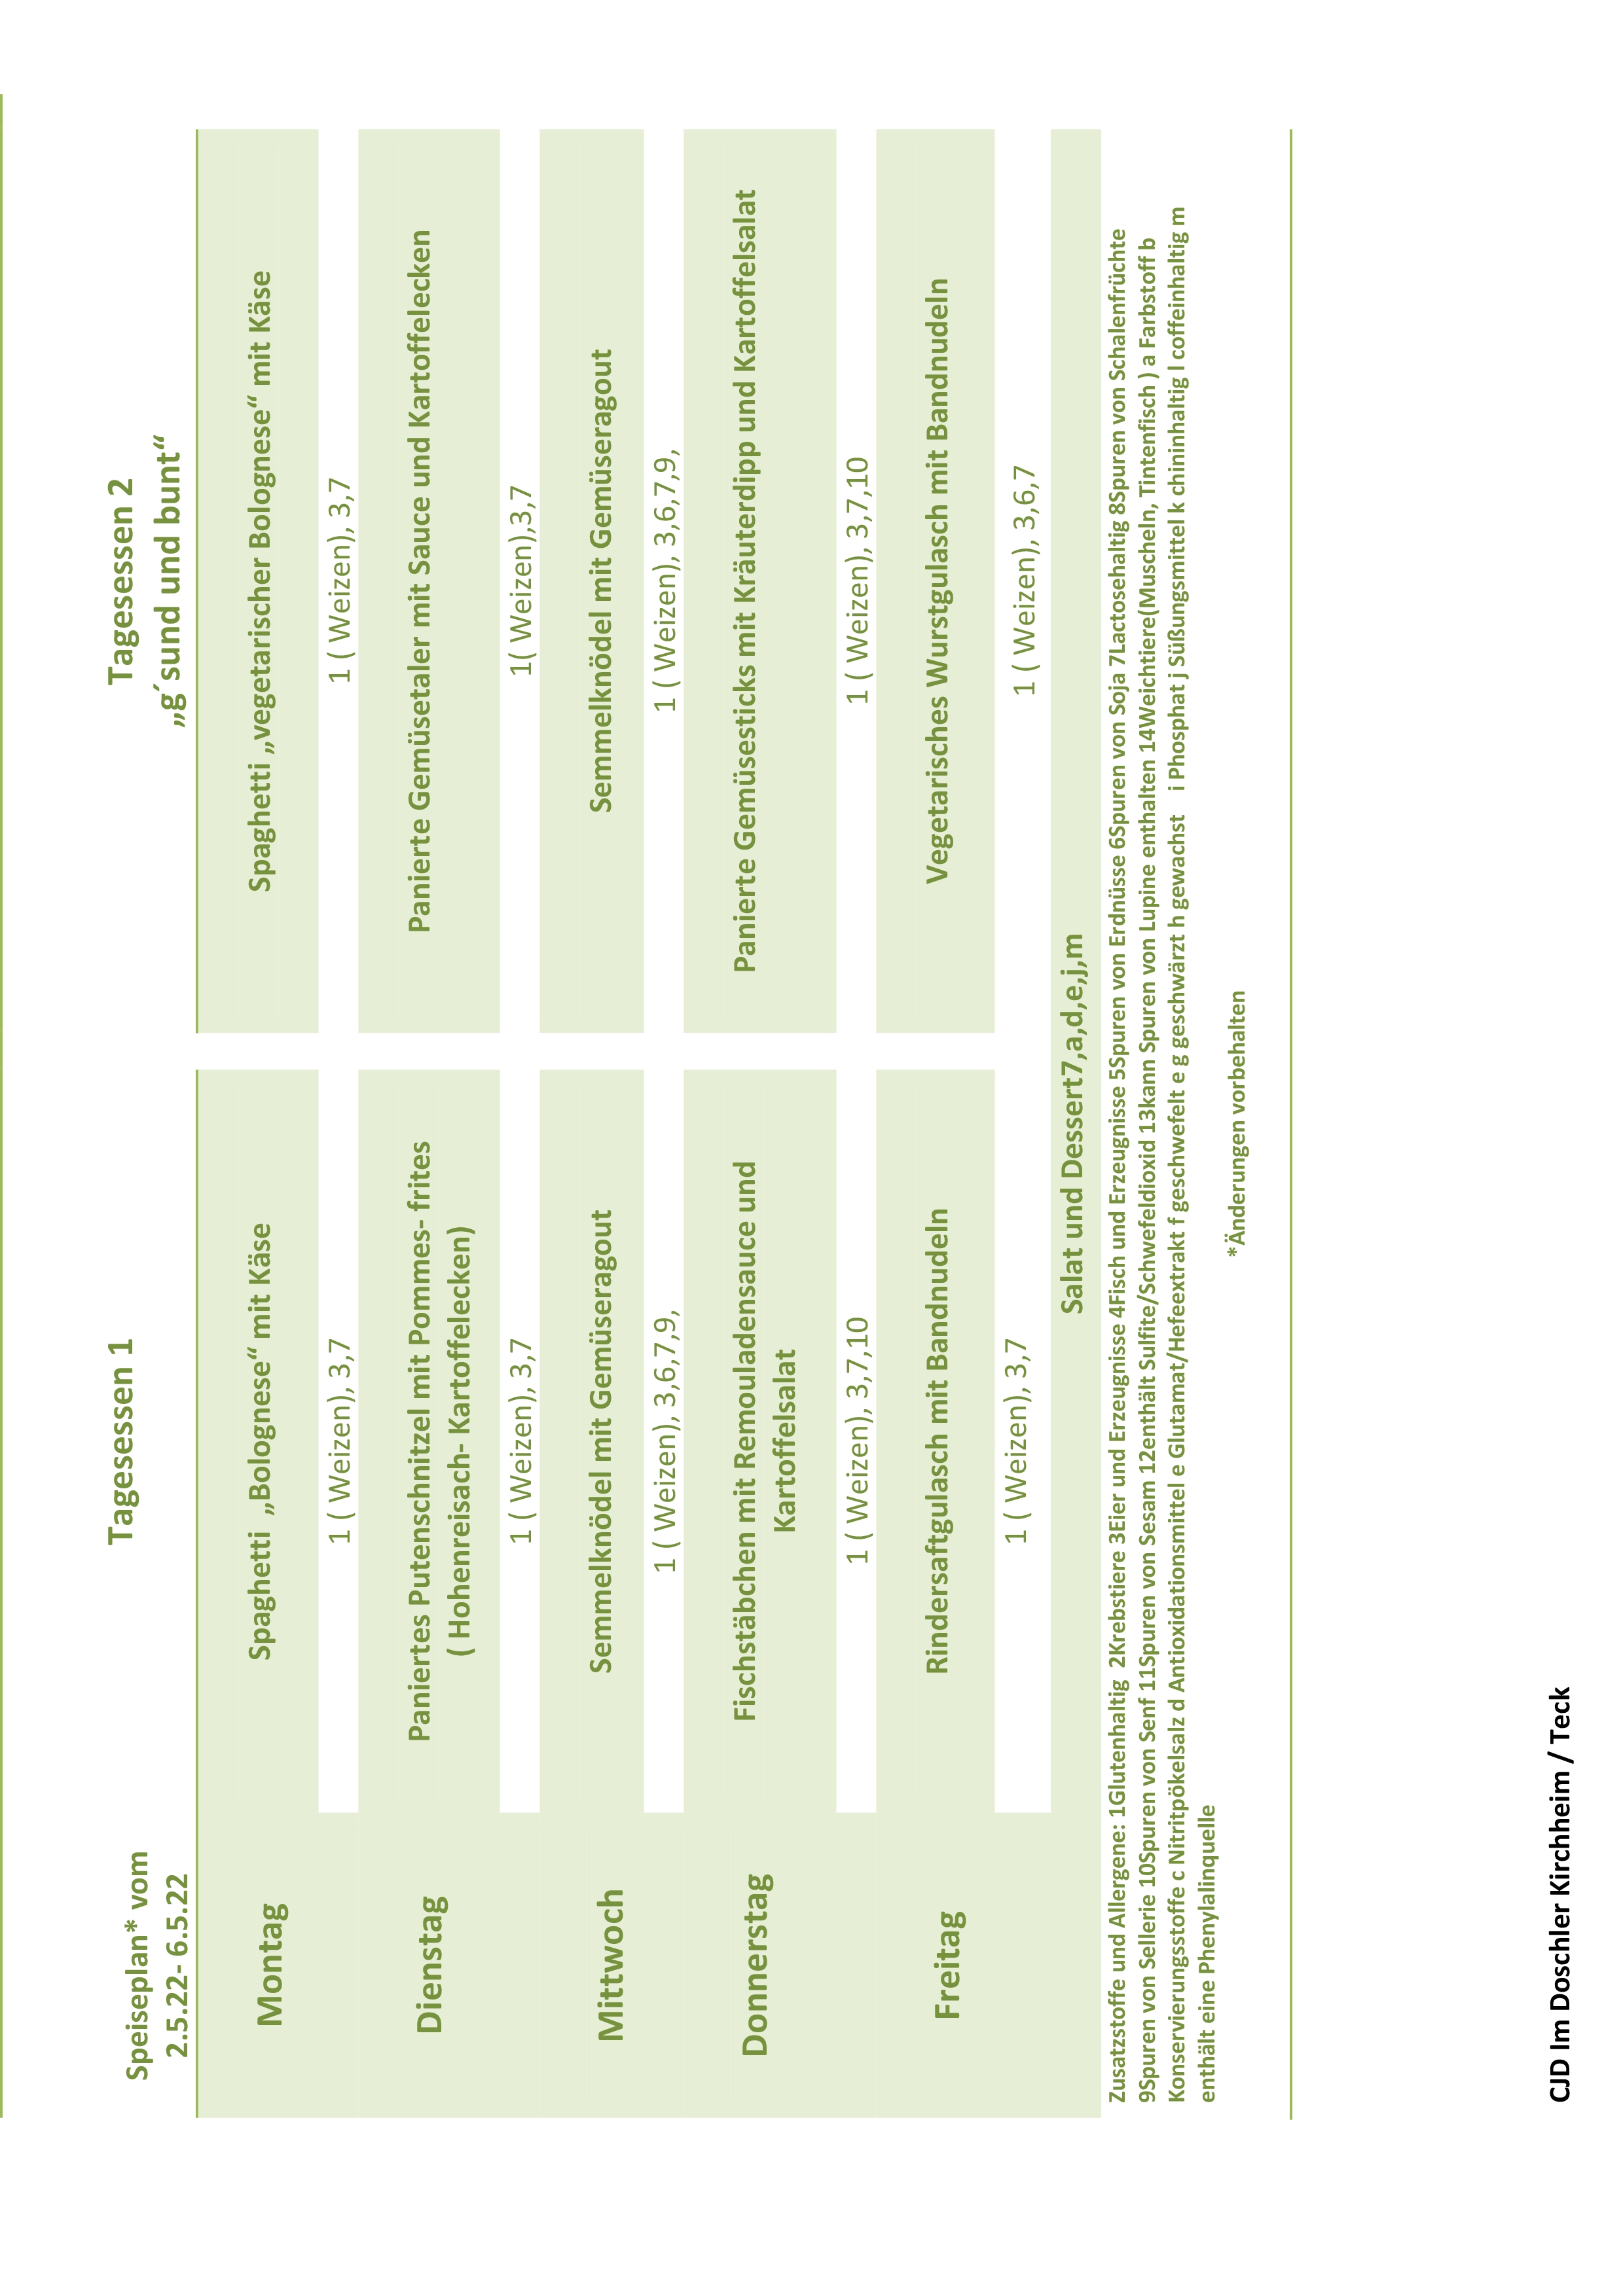 Speiseplan* vom
2.5.22- 6.5.22
Tagesessen 1
Tagesessen 2
„g´sund und bunt“
Montag
Spaghetti „Bolognese“ mit Käse
Spaghetti „vegetarischer Bolognese“ mit Käse
1 ( Weizen), 3,7
1 ( Weizen), 3,7
Dienstag
Paniertes Putenschnitzel mit Pommes- frites
( Hohenreisach- Kartoffelecken)
Panierte Gemüsetaler mit Sauce und Kartoffelecken
1 ( Weizen), 3,7
1( Weizen),3,7
Mittwoch
Semmelknödel mit Gemüseragout
Semmelknödel mit Gemüseragout
1 ( Weizen), 3,6,7,9,
1 ( Weizen), 3,6,7,9,
Donnerstag
Fischstäbchen mit Remouladensauce und
Kartoffelsalat
Panierte Gemüsesticks mit Kräuterdipp und Kartoffelsalat
1 ( Weizen), 3,7,10
1 ( Weizen), 3,7,10
Freitag
Rindersaftgulasch mit Bandnudeln
Vegetarisches Wurstgulasch mit Bandnudeln
1 ( Weizen), 3,7
1 ( Weizen), 3,6,7
Salat und Dessert7,a,d,e,j,m
Zusatzstoffe und Allergene: 1Glutenhaltig 2Krebstiere 3Eier und Erzeugnisse 4Fisch und Erzeugnisse 5Spuren von Erdnüsse 6Spuren von Soja 7Lactosehaltig 8Spuren von Schalenfrüchte
9Spuren von Sellerie 10Spuren von Senf 11Spuren von Sesam 12enthält Sulfite/Schwefeldioxid 13kann Spuren von Lupine enthalten 14Weichtiere(Muscheln, Tintenfisch ) a Farbstoff b
Konservierungsstoffe c Nitritpökelsalz d Antioxidationsmittel e Glutamat/Hefeextrakt f geschwefelt e g geschwärzt h gewachst i Phosphat j Süßungsmittel k chininhaltig l coffeinhaltig m
enthält eine Phenylalinquelle
*Änderungen vorbehalten
CJD Im Doschler Kirchheim / Teck